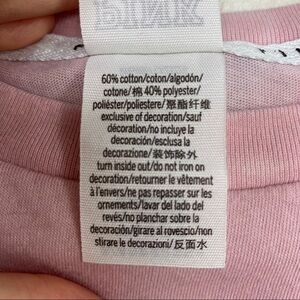 PINK
60% cotton/coton/algodón/
cotone/棉 40% polyester/
poliéster/poliestere/聚酯纤维
exclusive of decoration/sauf
décoration/no incluye la
decoración/esclusa la
decorazione/装饰除外
turn inside out/do not iron on
decoration/retourner le vêtement
à l'envers/ne pas repasser sur les
ornements/lavar del lado del
revés/no planchar sobre la
decoración/girare al rovescio/non
stirare le decorazioni/反面水